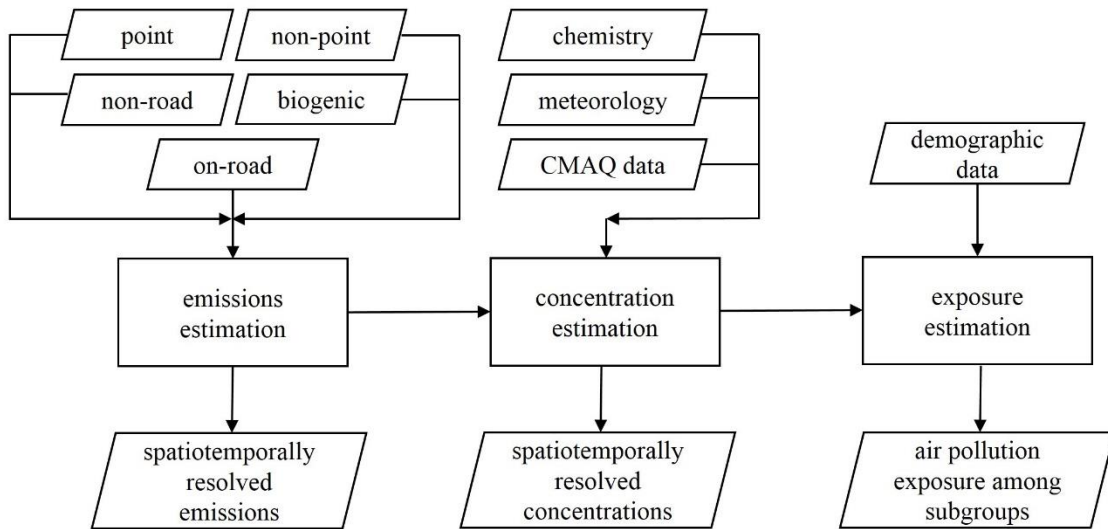 point
non-point
non-road
biogenic
on-road
chemistry
meteorology
CMAQ data
demographic
data
emissions
estimation
concentration
estimation
exposure
estimation
spatiotemporally
resolved
emissions
spatiotemporally
resolved
concentrations
air pollution
exposure among
subgroups